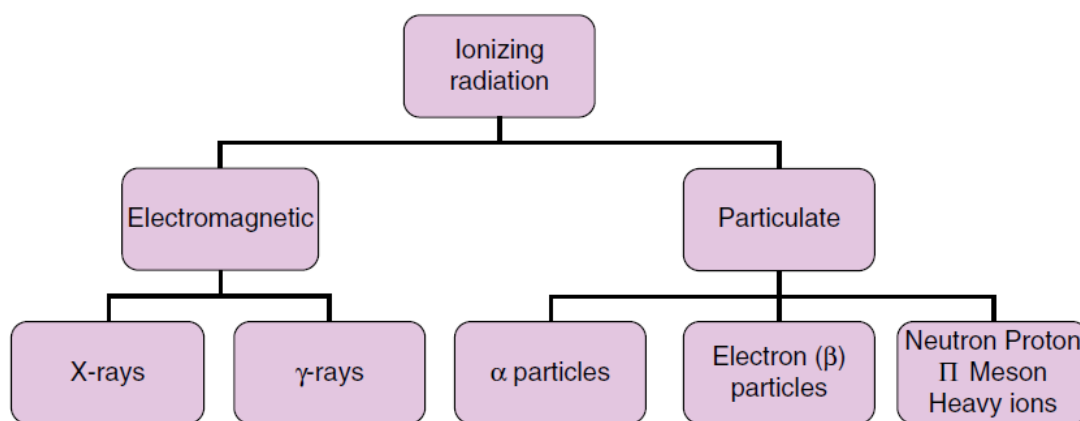 Ionizing
radiation
Electromagnetic
Particulate
X-rays
γ-rays
α particles
Electron (β)
particles
Neutron Proton
Π Meson
Heavy ions